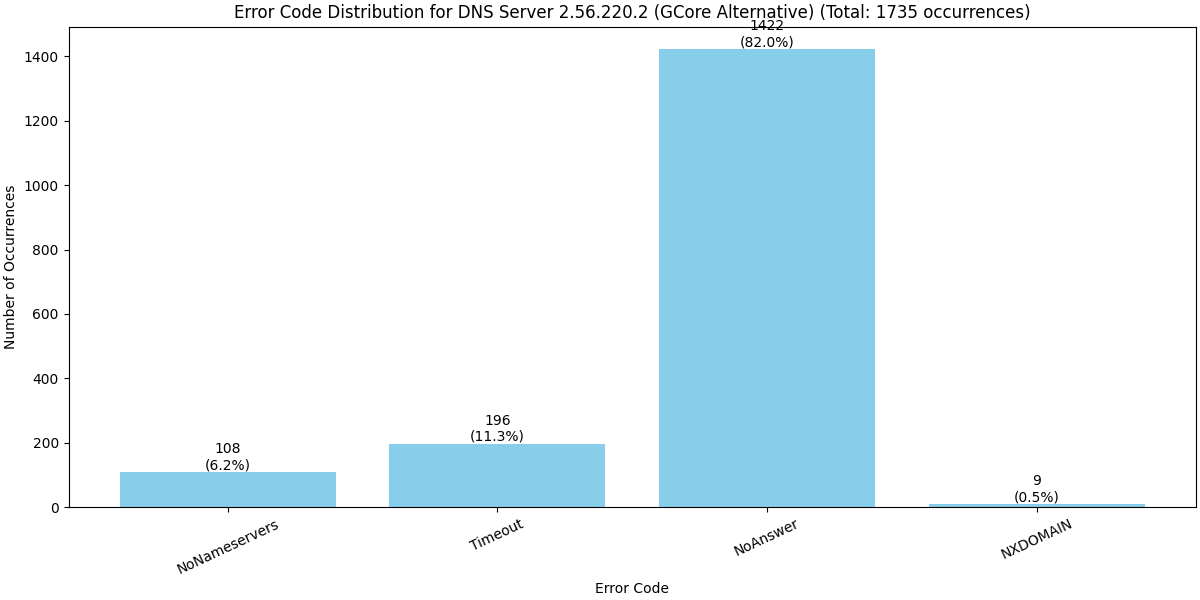 Error Code Distribution for DNS Server 2.56.220.2 (GCore Alternative) (Total: 1735 occurrences)
Number of Occurrences
1400
1200
1000
800
600
400
200
0
108
(6.2%)
196
(11.3%)
1422
(82.0%)
9
(0.5%)
NoNameservers
Timeout
NoAnswer
NXDOMAIN
Error Code